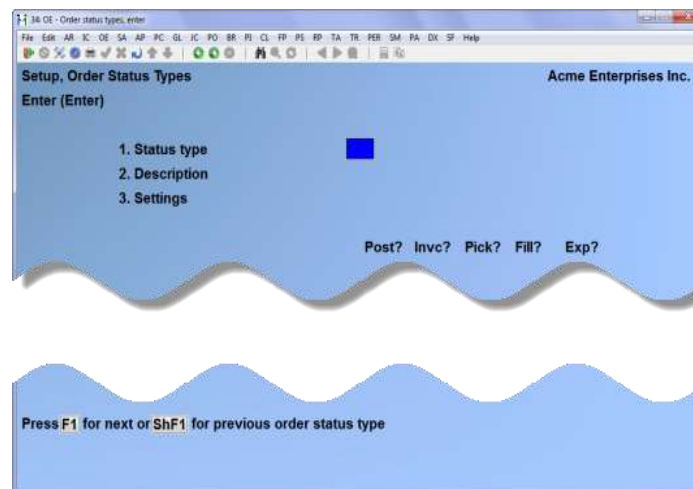 34: OE - Order status types, enter
File Edit AR IC OE SA AP PC GL JC PO BR PJ CL FP PS RP TA TR PER SM PA DX SF Help
Setup, Order Status Types Acme Enterprises Inc.
Enter (Enter)
1. Status type
2. Description
3. Settings
Post? Invc? Pick? Fill? Exp?
Press F1 for next or ShF1 for previous order status type